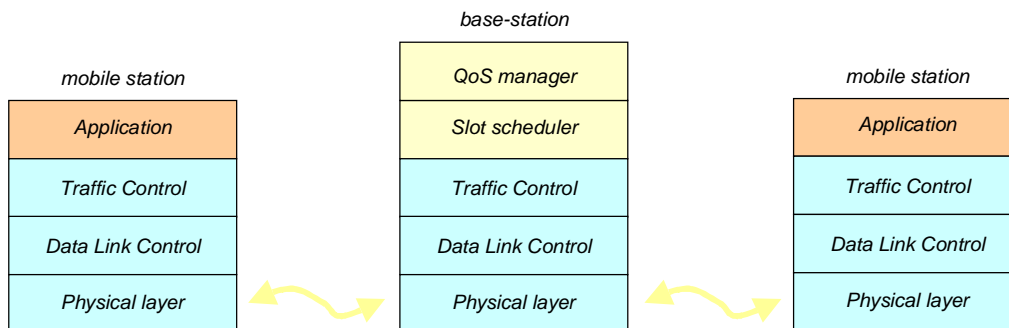 base-station
mobile station
mobile station
QoS manager
Application
Slot scheduler
Application
Traffic Control
Traffic Control
Traffic Control
Data Link Control
Data Link Control
Data Link Control
Physical layer
Physical layer
Physical layer